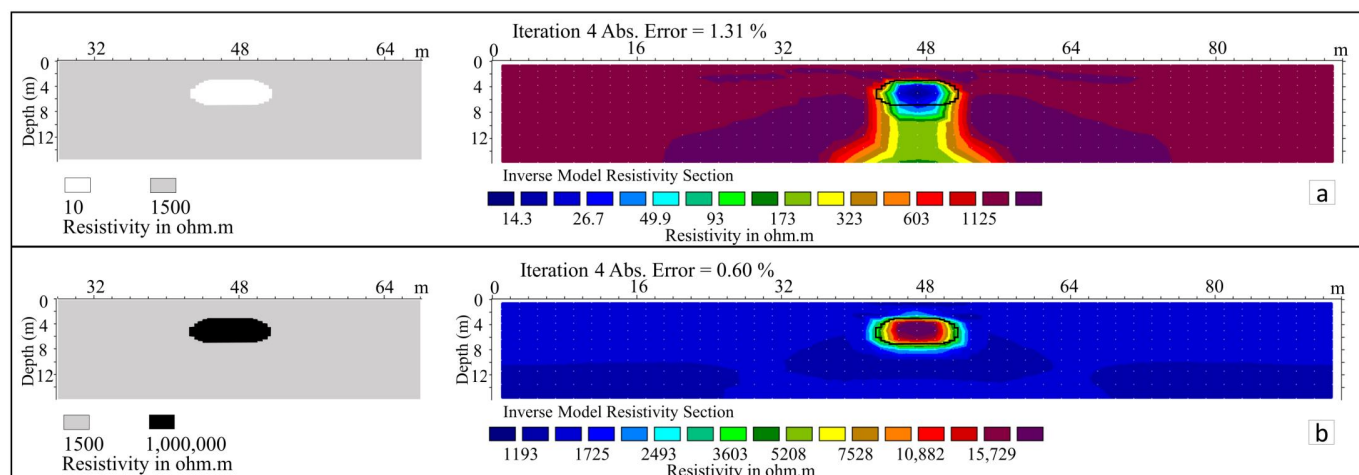 Iteration 4 Abs. Error = 1.31 %
32 48 64 m
0 16 32 48 64 80 m
0
4
8
12
Depth (m)
0
4
8
12
Depth (m)
10 1500
Resistivity in ohm.m
Inverse Model Resistivity Section
14.3 26.7 49.9 93 173 323 603 1125
Resistivity in ohm.m
a
Iteration 4 Abs. Error = 0.60 %
32 48 64 m
0 16 32 48 64 80 m
0
4
8
12
Depth (m)
0
4
8
12
Depth (m)
1500 1,000,000
Resistivity in ohm.m
Inverse Model Resistivity Section
1193 1725 2493 3603 5208 7528 10,882 15,729
Resistivity in ohm.m
b